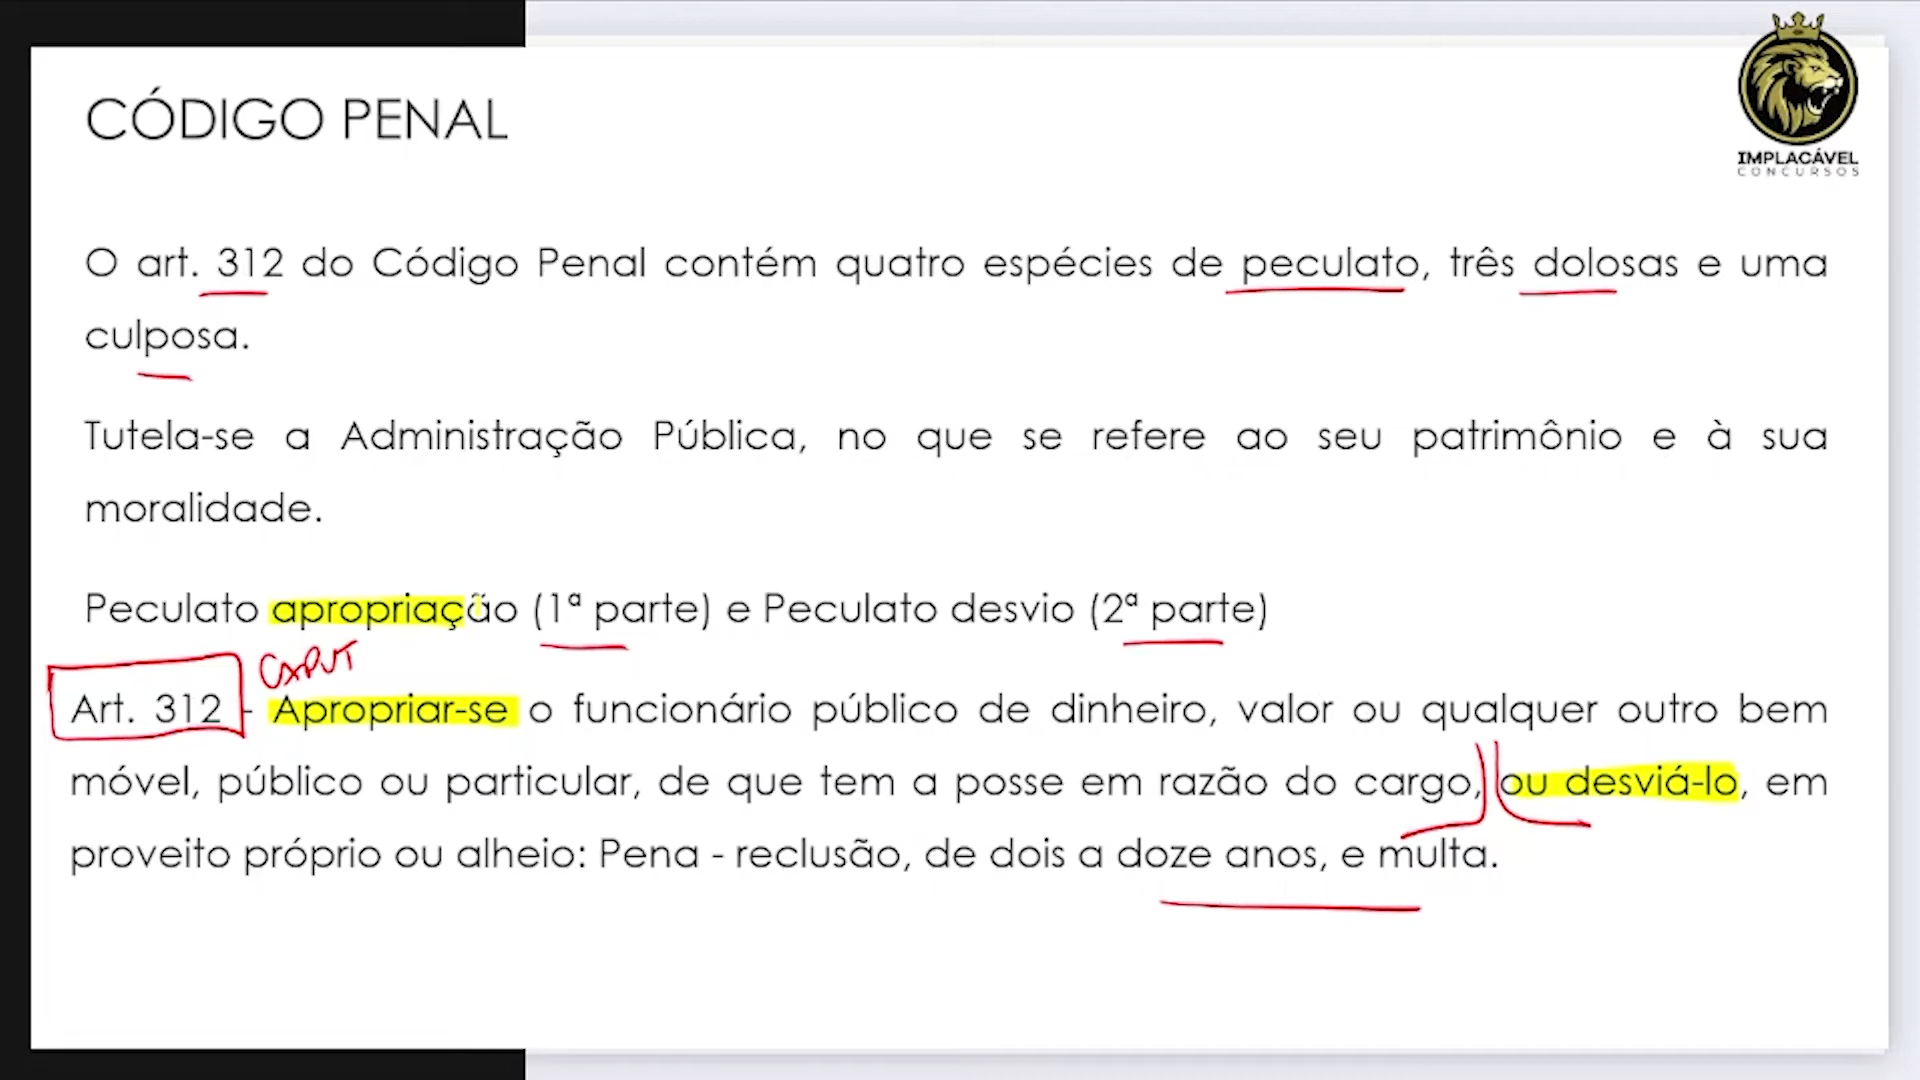 IMPLACÁVEL
CONCURSOS
CÓDIGO PENAL
O art. 312 do Código Penal contém quatro espécies de peculato, três dolosas e uma
culposa.
Tutela-se a Administração Pública, no que se refere ao seu patrimônio e à sua
moralidade.
Peculato apropriação (1ª parte) e Peculato desvio (2ª parte)
CAPUT
Art. 312 - Apropriar-se o funcionário público de dinheiro, valor ou qualquer outro bem
móvel, público ou particular, de que tem a posse em razão do cargo, ou desviá-lo, em
proveito próprio ou alheio: Pena - reclusão, de dois a doze anos, e multa.